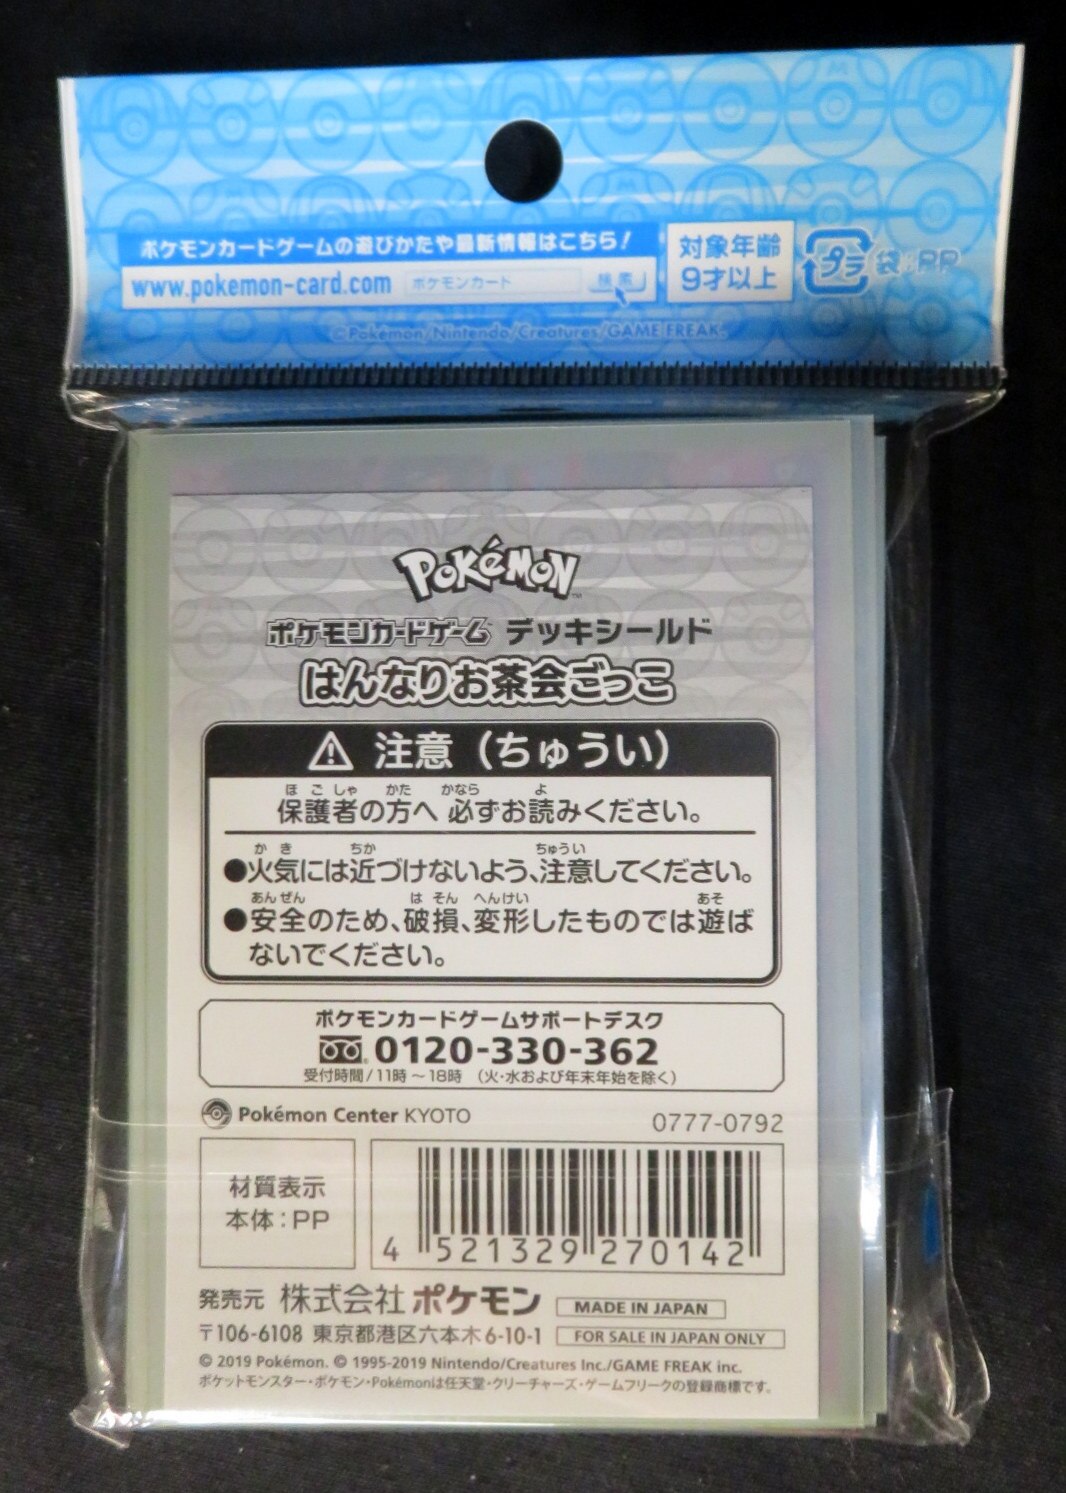 ポケモンカードゲームの遊びかたや最新情報はこちら!
www.pokemon-card.com ポケモンカード 検索
対象年齢
9才以上
プラ 袋:PP
©Pokémon/Nintendo/Creatures/GAME FREAK.
POKéMON™
ポケモンカードゲーム デッキシールド
はんなりお茶会ごっこ
⚠ 注意(ちゅうい)
ほごしゃ かた かなら よ
保護者の方へ 必ずお読みください。
かき ちか ちゅうい
●火気には近づけないよう、注意してください。
あんぜん はそん へんけい あそ
●安全のため、破損、変形したものでは遊ば
ないでください。
ポケモンカードゲームサポートデスク
0120-330-362
受付時間/11時~18時 (火・水および年末年始を除く)
Pokémon Center KYOTO
0777-0792
材質表示
本体:PP
4 521329 270142
発売元 株式会社ポケモン MADE IN JAPAN
〒106-6108 東京都港区六本木6-10-1 FOR SALE IN JAPAN ONLY
© 2019 Pokémon. © 1995-2019 Nintendo/Creatures Inc./GAME FREAK inc.
ポケットモンスター・ポケモン・Pokémonは任天堂・クリーチャーズ・ゲームフリークの登録商標です。